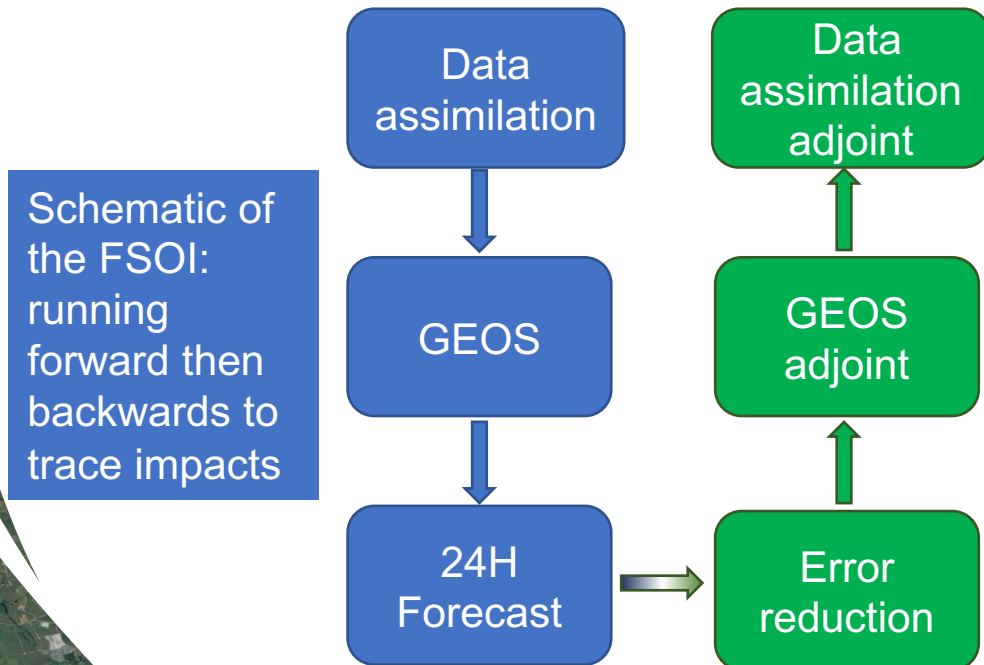 Schematic of
the FSOI:
running
forward then
backwards to
trace impacts
Data
assimilation
GEOS
24H
Forecast
Error
reduction
GEOS
adjoint
Data
assimilation
adjoint